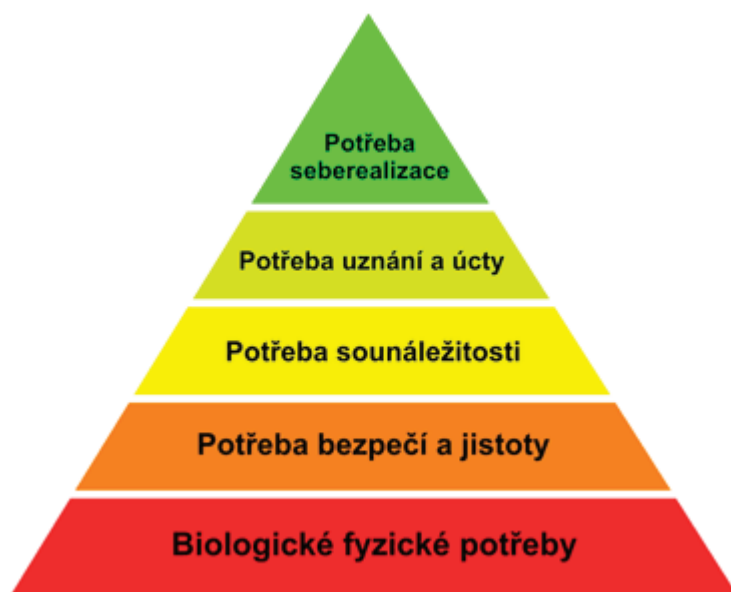 Potřeba
seberealizace
Potřeba uznání a úcty
Potřeba sounáležitosti
Potřeba bezpečí a jistoty
Biologické fyzické potřeby